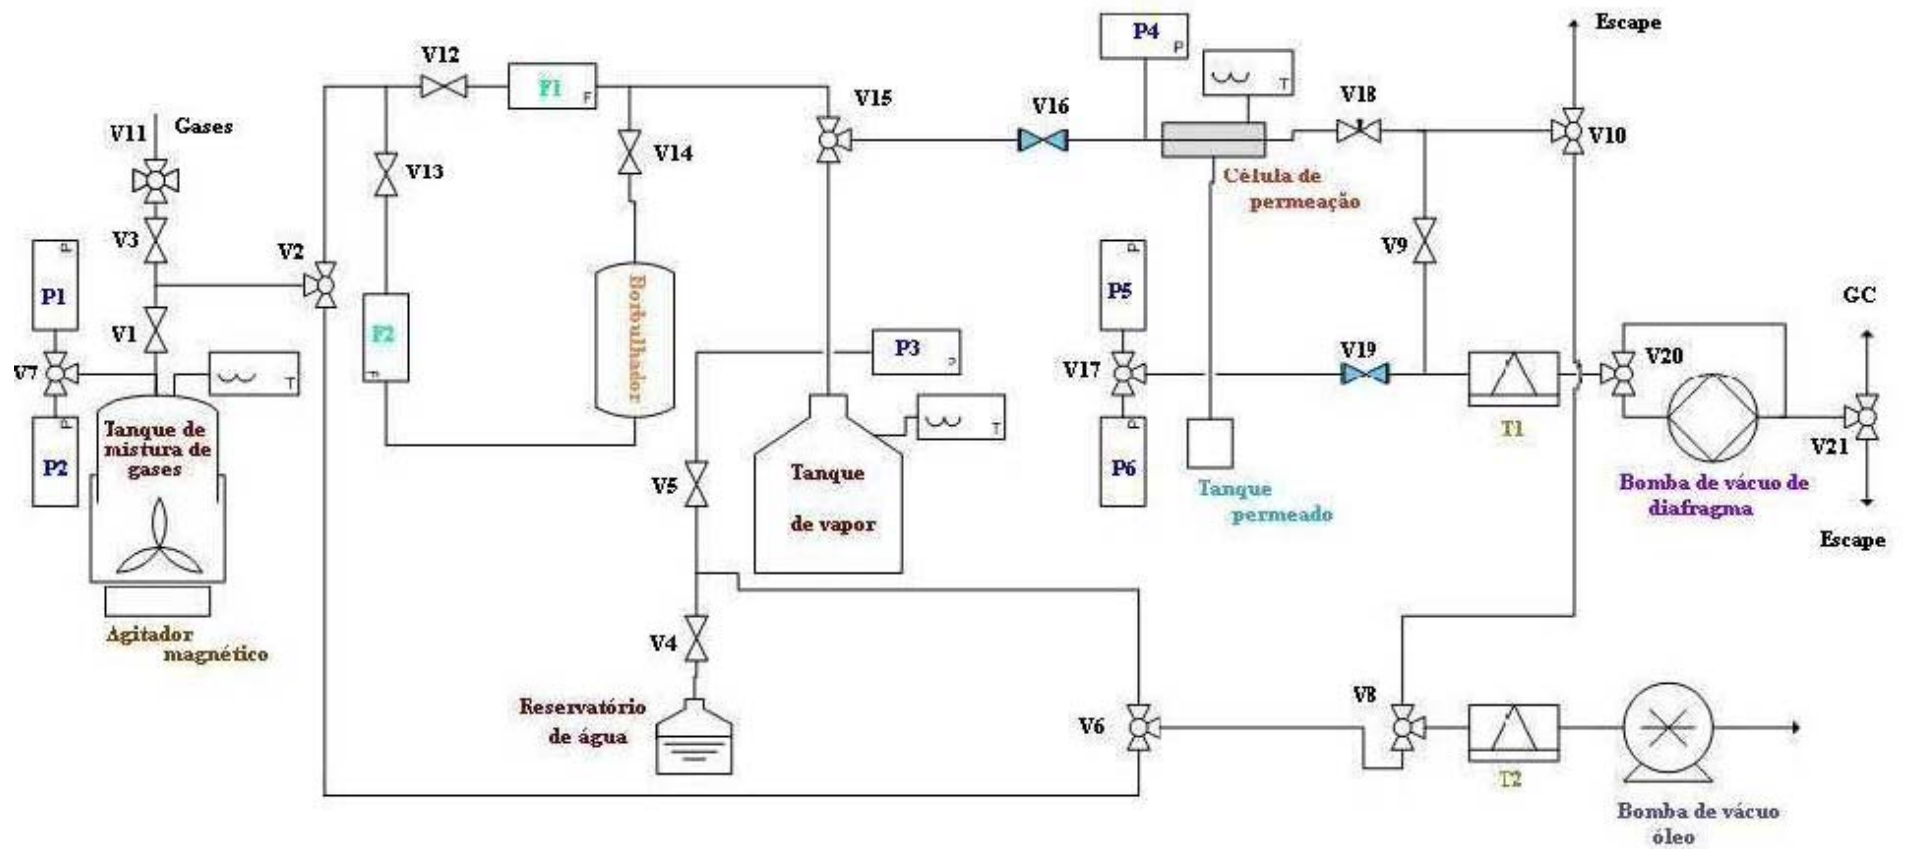 P4
P
Escape
V12
F1
F
V15
V16
T
V18
V10
V11
Gases
V13
V14
Célula de
permeação
V3
V2
V9
P
P1
P
P5
GC
V1
F2
F
Borbulhador
P3
P
V17
V19
V20
V7
T
P
P2
Tanque de
mistura de
gases
T
P
P6
T1
V21
V5
Tanque
de vapor
Tanque
permeado
Bomba de vácuo de
diafragma
Escape
Agitador
magnético
V4
Reservatório
de água
V6
V8
T2
Bomba de vácuo
óleo